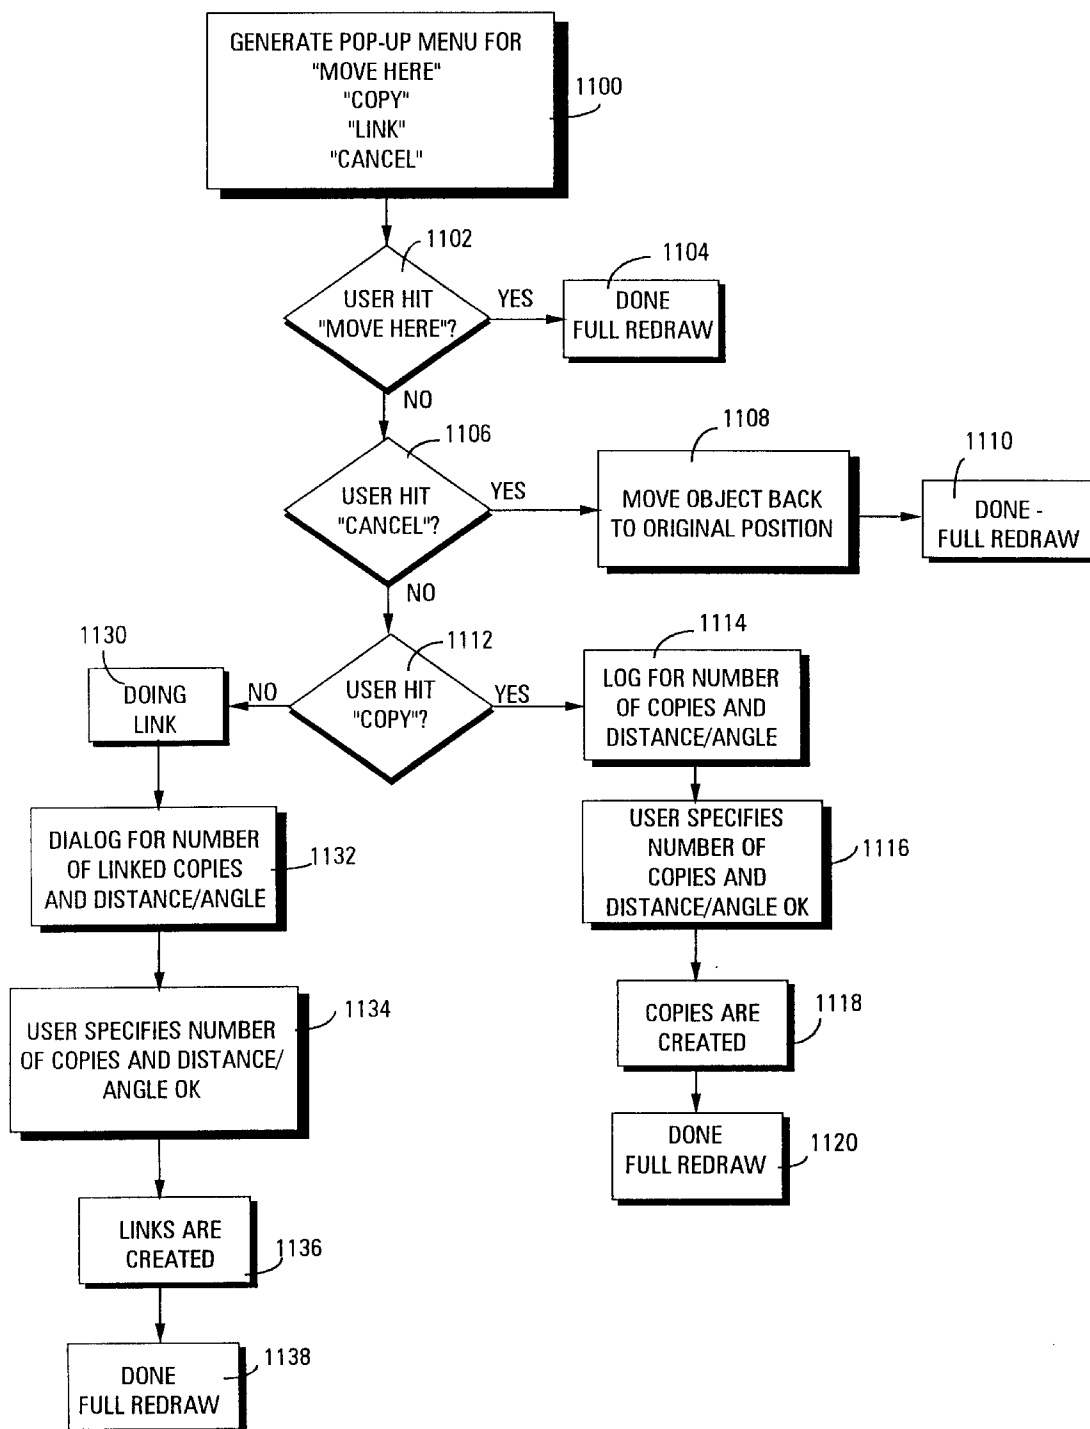 GENERATE POP-UP MENU FOR
"MOVE HERE"
"COPY"
"LINK"
"CANCEL"
1100
1102
USER HIT
"MOVE HERE"?
YES
1104
DONE
FULL REDRAW
NO
1106
USER HIT
"CANCEL"?
YES
1108
MOVE OBJECT BACK
TO ORIGINAL POSITION
1110
DONE -
FULL REDRAW
NO
1112
USER HIT
"COPY"?
YES
1114
LOG FOR NUMBER
OF COPIES AND
DISTANCE/ANGLE
USER SPECIFIES
NUMBER OF
COPIES AND
DISTANCE/ANGLE OK
1116
COPIES ARE
CREATED
1118
DONE
FULL REDRAW
1120
NO
1130
DOING
LINK
DIALOG FOR NUMBER
OF LINKED COPIES
AND DISTANCE/ANGLE
1132
USER SPECIFIES NUMBER
OF COPIES AND DISTANCE/
ANGLE OK
1134
LINKS ARE
CREATED
1136
DONE
FULL REDRAW
1138